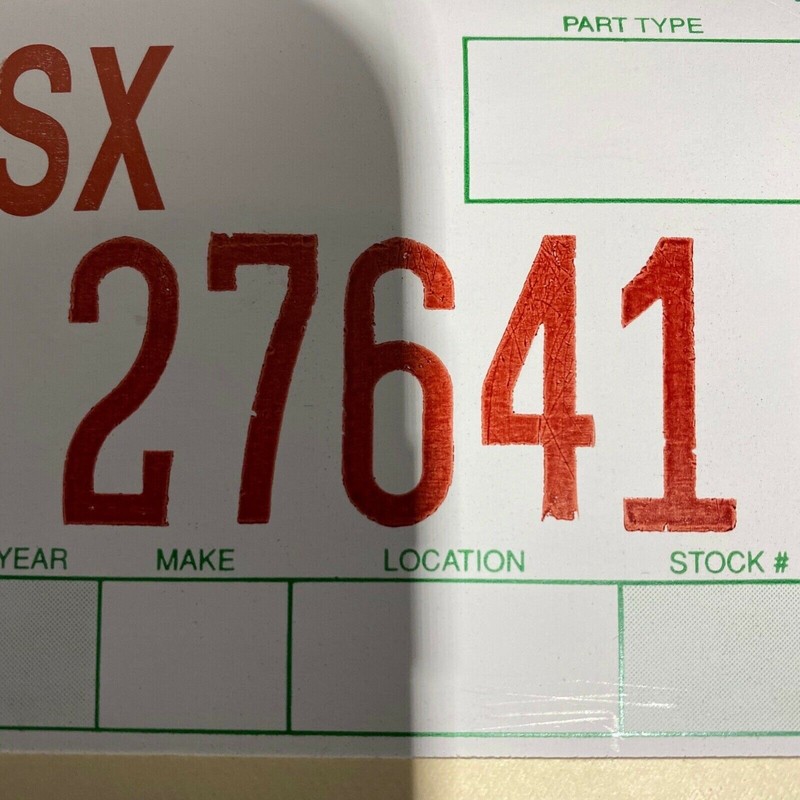 PART TYPE
SX
27641
YEAR MAKE LOCATION STOCK #